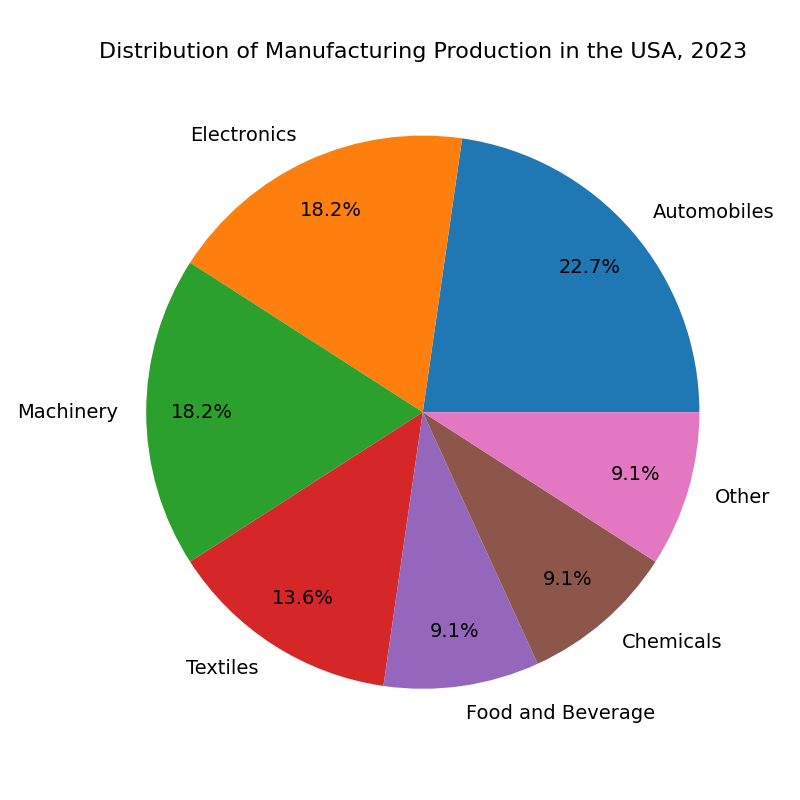 Distribution of Manufacturing Production in the USA, 2023
Electronics
18.2%
Automobiles
22.7%
Machinery
18.2%
Other
9.1%
Textiles
13.6%
Chemicals
9.1%
Food and Beverage
9.1%